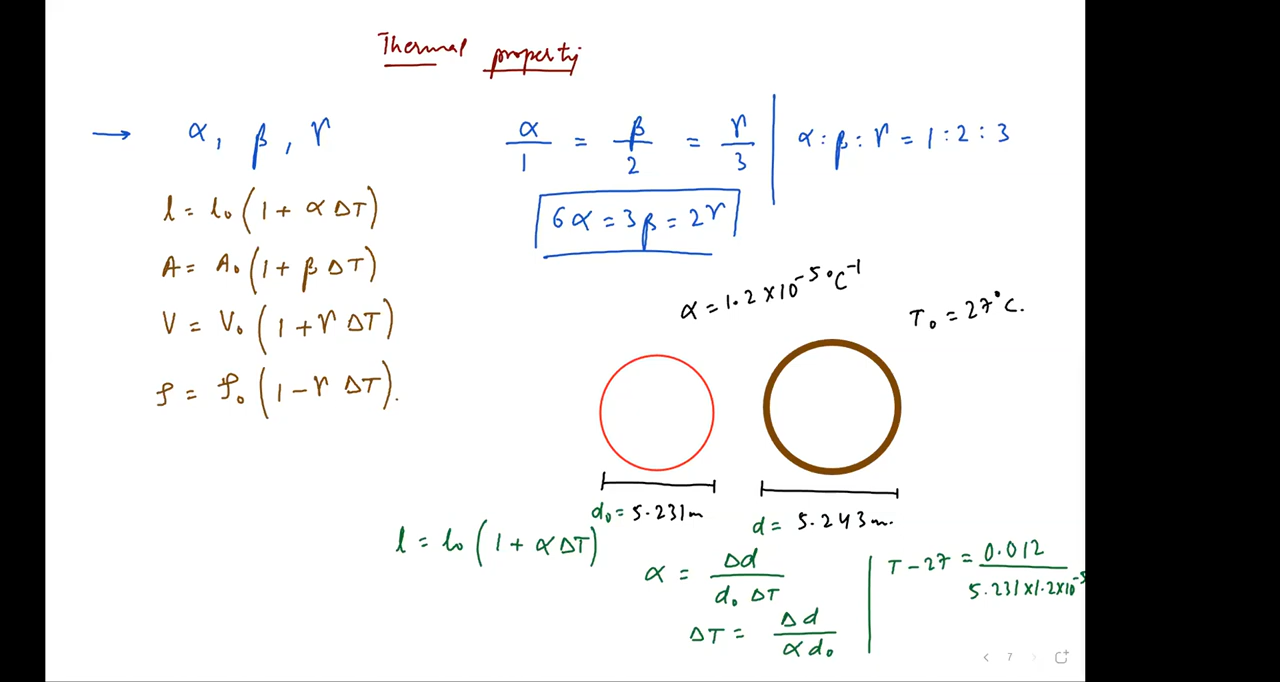 Thermal property
→ α, β, γ
α/1 = β/2 = γ/3 | α : β : γ = 1 : 2 : 3
6α = 3β = 2γ
l = l₀ (1 + α ΔT)
A = A₀ (1 + β ΔT)
V = V₀ (1 + γ ΔT)
ρ = ρ₀ (1 − γ ΔT).
α = 1.2 × 10⁻⁵ °C⁻¹
T₀ = 27°C.
d₀ = 5.231m
d = 5.243m.
l = l₀ (1 + α ΔT)
α = Δd / d₀ ΔT
ΔT = Δd / α d₀
T − 27 = 0.012 / 5.231×1.2×10⁻⁵
7